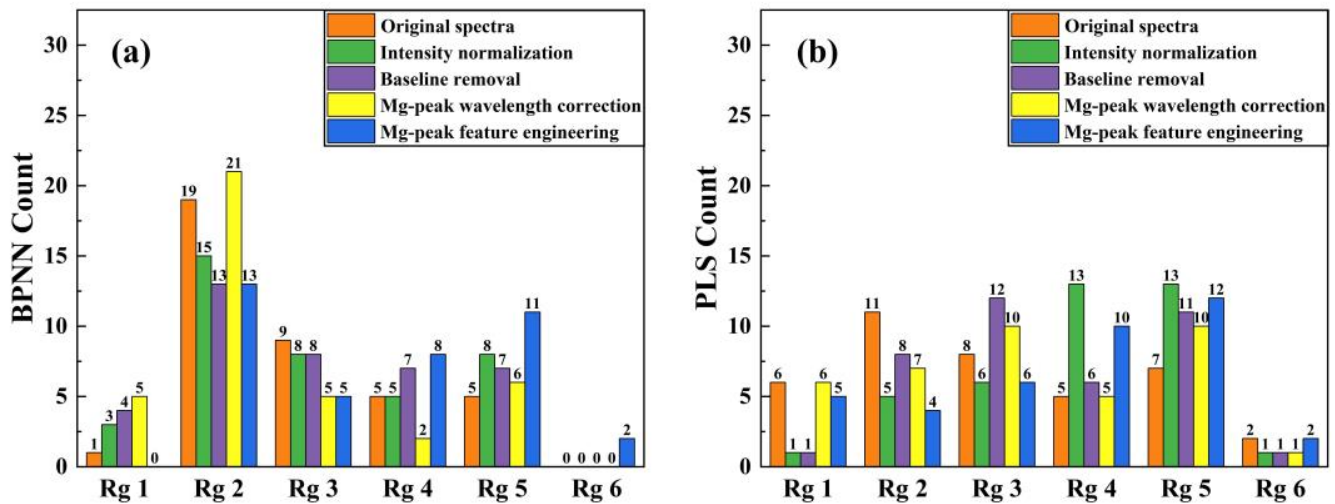 (a)
Original spectra
Intensity normalization
Baseline removal
Mg-peak wavelength correction
Mg-peak feature engineering
BPNN Count
30
25
20
15
10
5
0
1 3 4 5 0
19 15 13 21 13
9 8 8 5 5
5 5 7 2 8
5 8 7 6 11
0 0 0 0 2
Rg 1 Rg 2 Rg 3 Rg 4 Rg 5 Rg 6
(b)
Original spectra
Intensity normalization
Baseline removal
Mg-peak wavelength correction
Mg-peak feature engineering
PLS Count
30
25
20
15
10
5
0
6 1 1 6 5
11 5 8 7 4
8 6 12 10 6
5 13 6 5 10
7 13 11 10 12
2 1 1 1 2
Rg 1 Rg 2 Rg 3 Rg 4 Rg 5 Rg 6